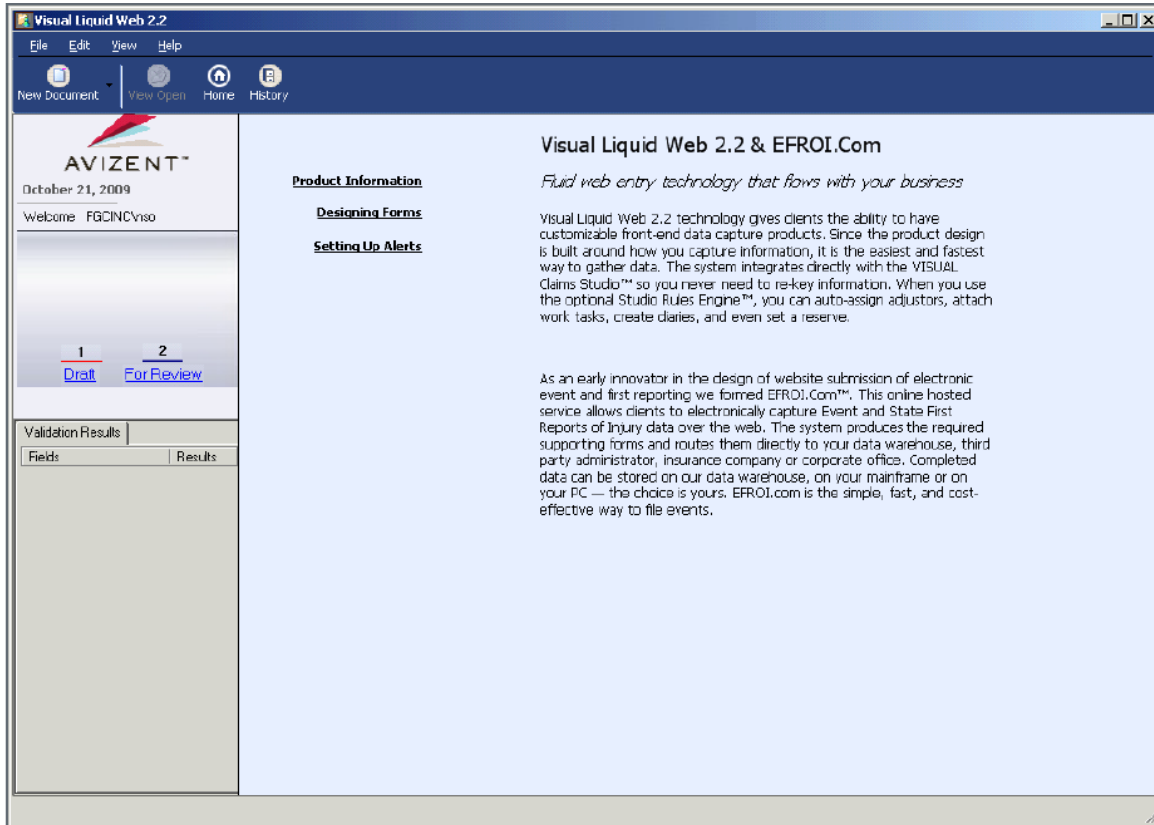 Visual Liquid Web 2.2
File Edit View Help
New Document View Open Home History
AVIZENT™
October 21, 2009
Welcome FGCINC\nso
1 2
Draft For Review
Validation Results
Fields Results
Product Information
Designing Forms
Setting Up Alerts
Visual Liquid Web 2.2 & EFROI.Com
Fluid web entry technology that flows with your business
Visual Liquid Web 2.2 technology gives clients the ability to have
customizable front-end data capture products. Since the product design
is built around how you capture information, it is the easiest and fastest
way to gather data. The system integrates directly with the VISUAL
Claims Studio™ so you never need to re-key information. When you use
the optional Studio Rules Engine™, you can auto-assign adjustors, attach
work tasks, create diaries, and even set a reserve.
As an early innovator in the design of website submission of electronic
event and first reporting we formed EFROI.Com™. This online hosted
service allows clients to electronically capture Event and State First
Reports of Injury data over the web. The system produces the required
supporting forms and routes them directly to your data warehouse, third
party administrator, insurance company or corporate office. Completed
data can be stored on our data warehouse, on your mainframe or on
your PC — the choice is yours. EFROI.com is the simple, fast, and cost-
effective way to file events.